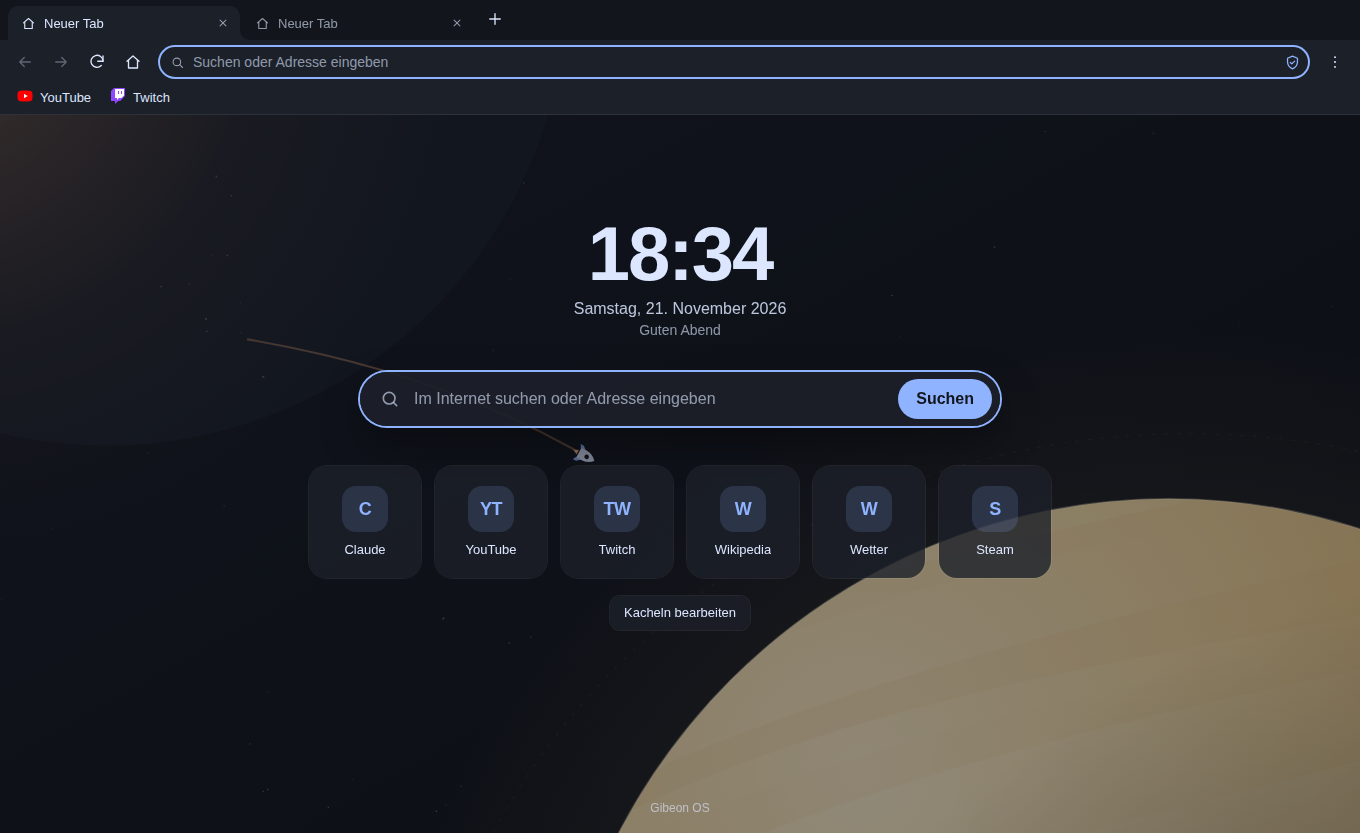 Neuer Tab
Neuer Tab
Suchen oder Adresse eingeben
YouTube
Twitch
18:34
Samstag, 21. November 2026
Guten Abend
Im Internet suchen oder Adresse eingeben
Suchen
C
Claude
YT
YouTube
TW
Twitch
W
Wikipedia
W
Wetter
S
Steam
Kacheln bearbeiten
Gibeon OS